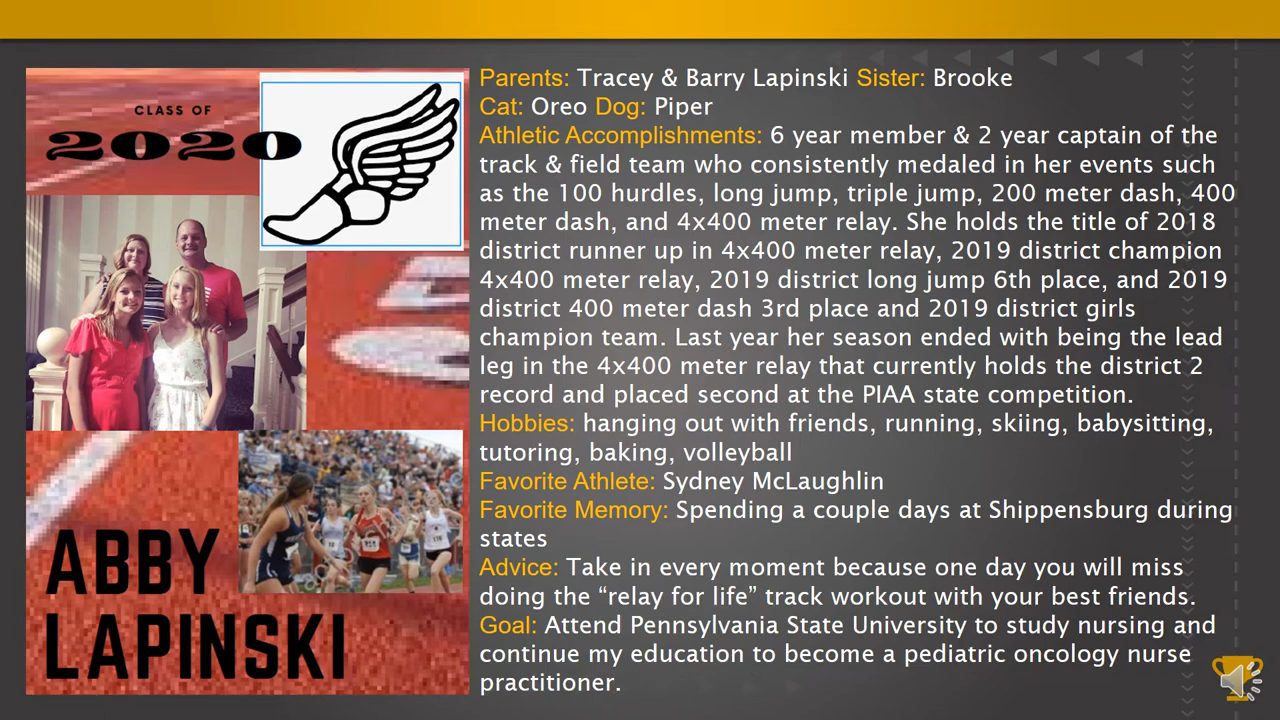 CLASS OF
2020
ABBY
LAPINSKI
Parents: Tracey & Barry Lapinski Sister: Brooke
Cat: Oreo Dog: Piper
Athletic Accomplishments: 6 year member & 2 year captain of the
track & field team who consistently medaled in her events such
as the 100 hurdles, long jump, triple jump, 200 meter dash, 400
meter dash, and 4x400 meter relay. She holds the title of 2018
district runner up in 4x400 meter relay, 2019 district champion
4x400 meter relay, 2019 district long jump 6th place, and 2019
district 400 meter dash 3rd place and 2019 district girls
champion team. Last year her season ended with being the lead
leg in the 4x400 meter relay that currently holds the district 2
record and placed second at the PIAA state competition.
Hobbies: hanging out with friends, running, skiing, babysitting,
tutoring, baking, volleyball
Favorite Athlete: Sydney McLaughlin
Favorite Memory: Spending a couple days at Shippensburg during
states
Advice: Take in every moment because one day you will miss
doing the “relay for life” track workout with your best friends.
Goal: Attend Pennsylvania State University to study nursing and
continue my education to become a pediatric oncology nurse
practitioner.